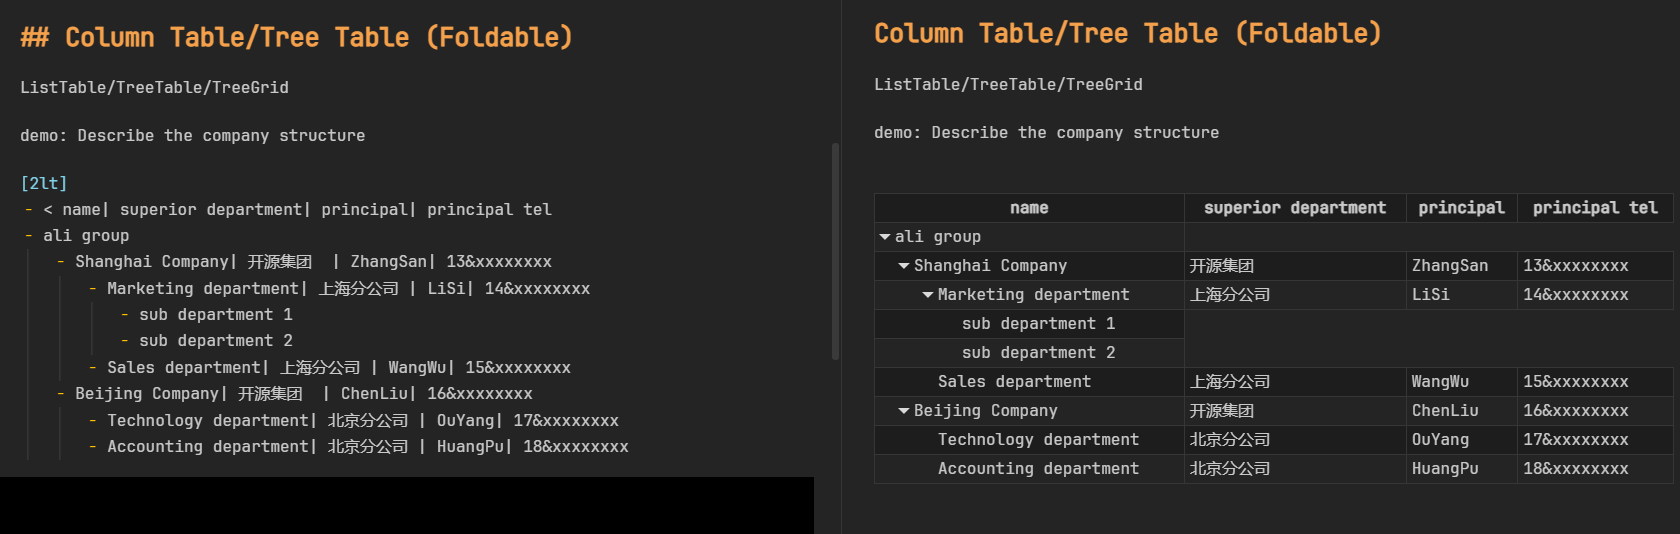 ## Column Table/Tree Table (Foldable)
ListTable/TreeTable/TreeGrid
demo: Describe the company structure
[2lt]
- < name| superior department| principal| principal tel
- ali group
- Shanghai Company| 开源集团  | ZhangSan| 13&xxxxxxxx
- Marketing department| 上海分公司 | LiSi| 14&xxxxxxxx
- sub department 1
- sub department 2
- Sales department| 上海分公司 | WangWu| 15&xxxxxxxx
- Beijing Company| 开源集团  | ChenLiu| 16&xxxxxxxx
- Technology department| 北京分公司 | OuYang| 17&xxxxxxxx
- Accounting department| 北京分公司 | HuangPu| 18&xxxxxxxx
Column Table/Tree Table (Foldable)
ListTable/TreeTable/TreeGrid
demo: Describe the company structure
name superior department principal principal tel
ali group
Shanghai Company 开源集团 ZhangSan 13&xxxxxxxx
Marketing department 上海分公司 LiSi 14&xxxxxxxx
sub department 1
sub department 2
Sales department 上海分公司 WangWu 15&xxxxxxxx
Beijing Company 开源集团 ChenLiu 16&xxxxxxxx
Technology department 北京分公司 OuYang 17&xxxxxxxx
Accounting department 北京分公司 HuangPu 18&xxxxxxxx